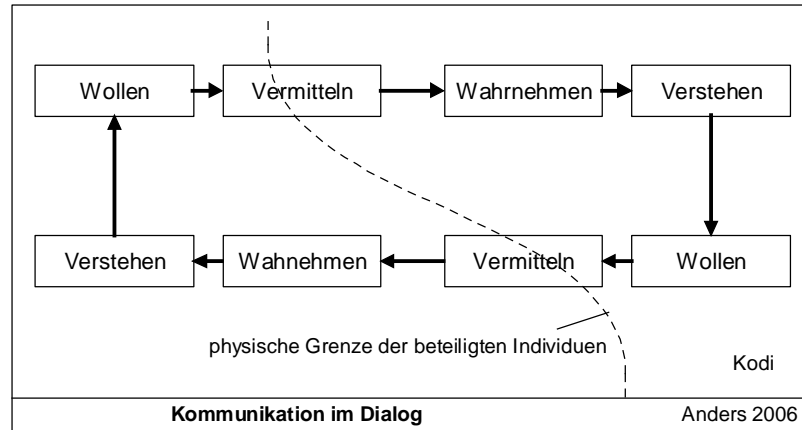 Wollen
Vermitteln
Wahrnehmen
Verstehen
Verstehen
Wahnehmen
Vermitteln
Wollen
physische Grenze der beteiligten Individuen
Kodi
Kommunikation im Dialog
Anders 2006